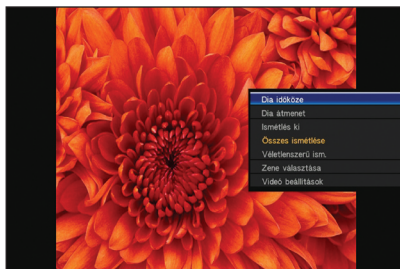 Dia időköze
Dia átmenet
Ismétlés ki
Összes ismétlése
Véletlenszerű ism.
Zene választása
Videó beállítások